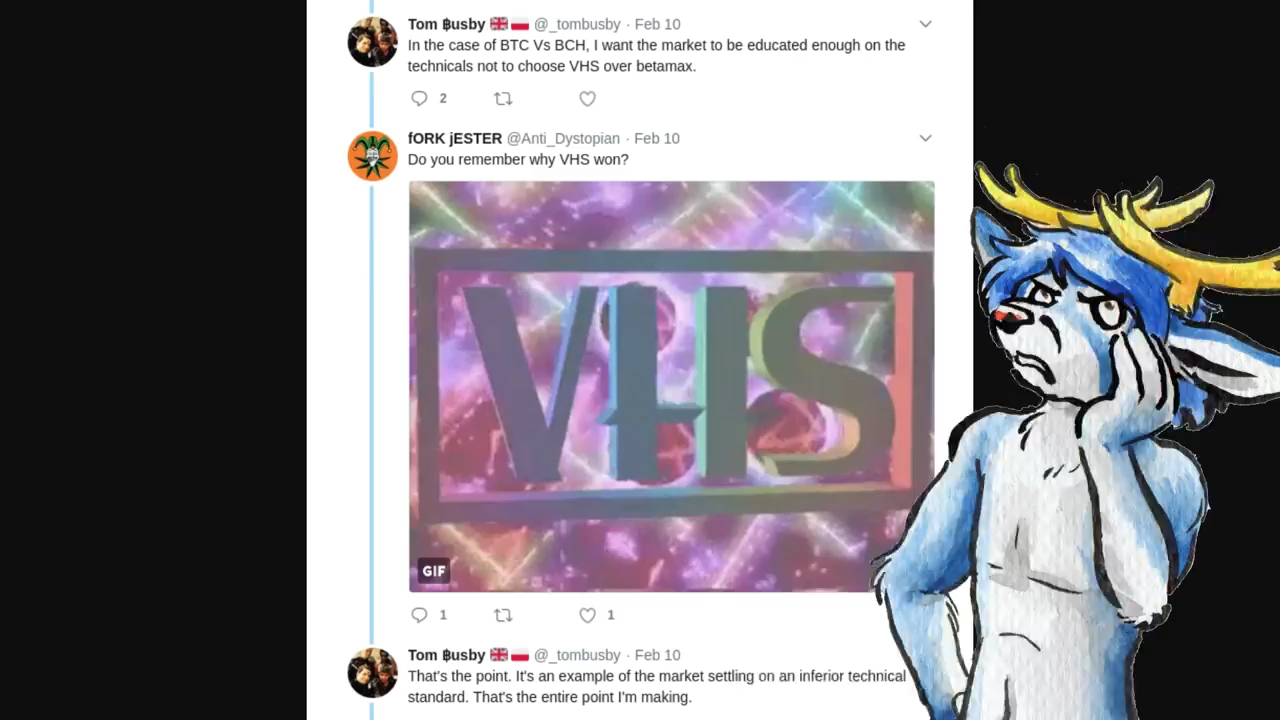 Tom Ƀusby 🇬🇧🇵🇱 @_tombusby · Feb 10
In the case of BTC Vs BCH, I want the market to be educated enough on the
technicals not to choose VHS over betamax.
2
fORK jESTER @Anti_Dystopian · Feb 10
Do you remember why VHS won?
VHS
GIF
1 1
Tom Ƀusby 🇬🇧🇵🇱 @_tombusby · Feb 10
That's the point. It's an example of the market settling on an inferior technical
standard. That's the entire point I'm making.